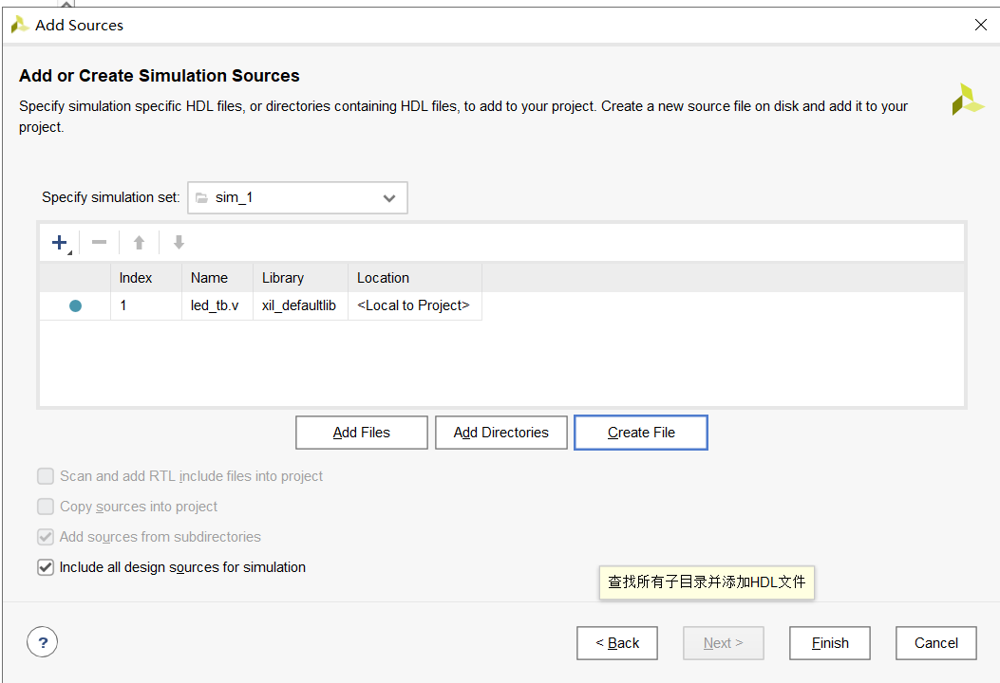 Add Sources
Add or Create Simulation Sources
Specify simulation specific HDL files, or directories containing HDL files, to add to your project. Create a new source file on disk and add it to your
project.
Specify simulation set: sim_1
Index Name Library Location
1 led_tb.v xil_defaultlib <Local to Project>
Add Files Add Directories Create File
Scan and add RTL include files into project
Copy sources into project
Add sources from subdirectories
Include all design sources for simulation
查找所有子目录并添加HDL文件
? < Back Next > Finish Cancel